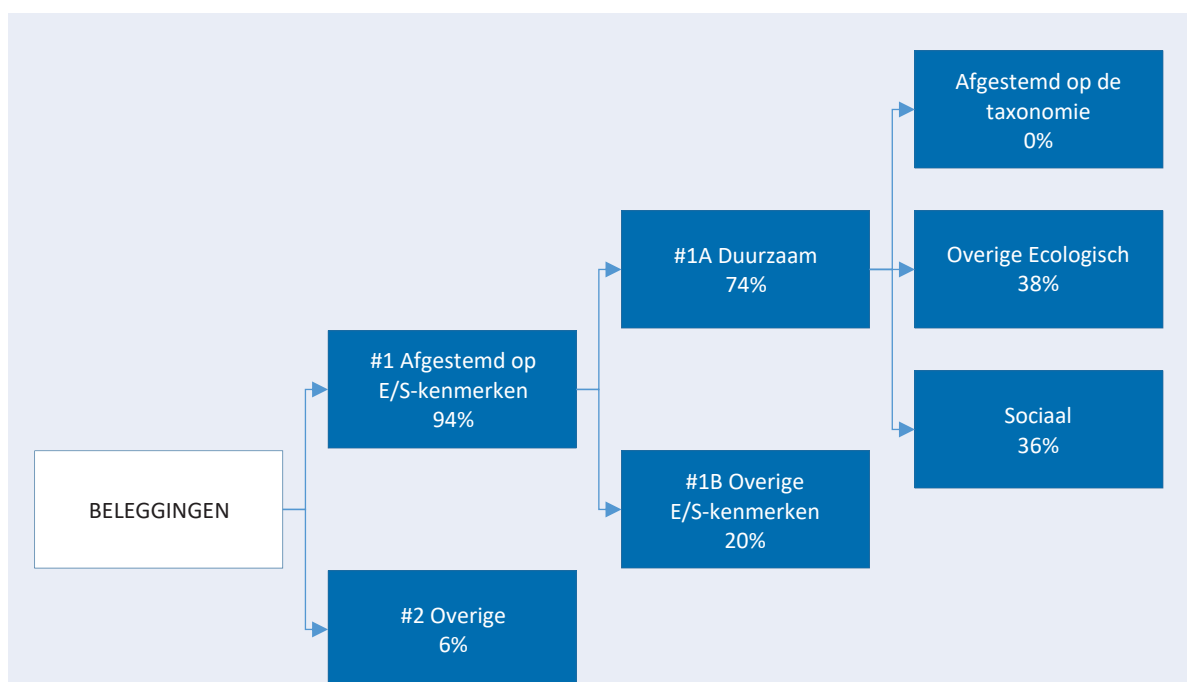 BELEGGINGEN
#1 Afgestemd op
E/S-kenmerken
94%
#2 Overige
6%
#1A Duurzaam
74%
#1B Overige
E/S-kenmerken
20%
Afgestemd op de
taxonomie
0%
Overige Ecologisch
38%
Sociaal
36%